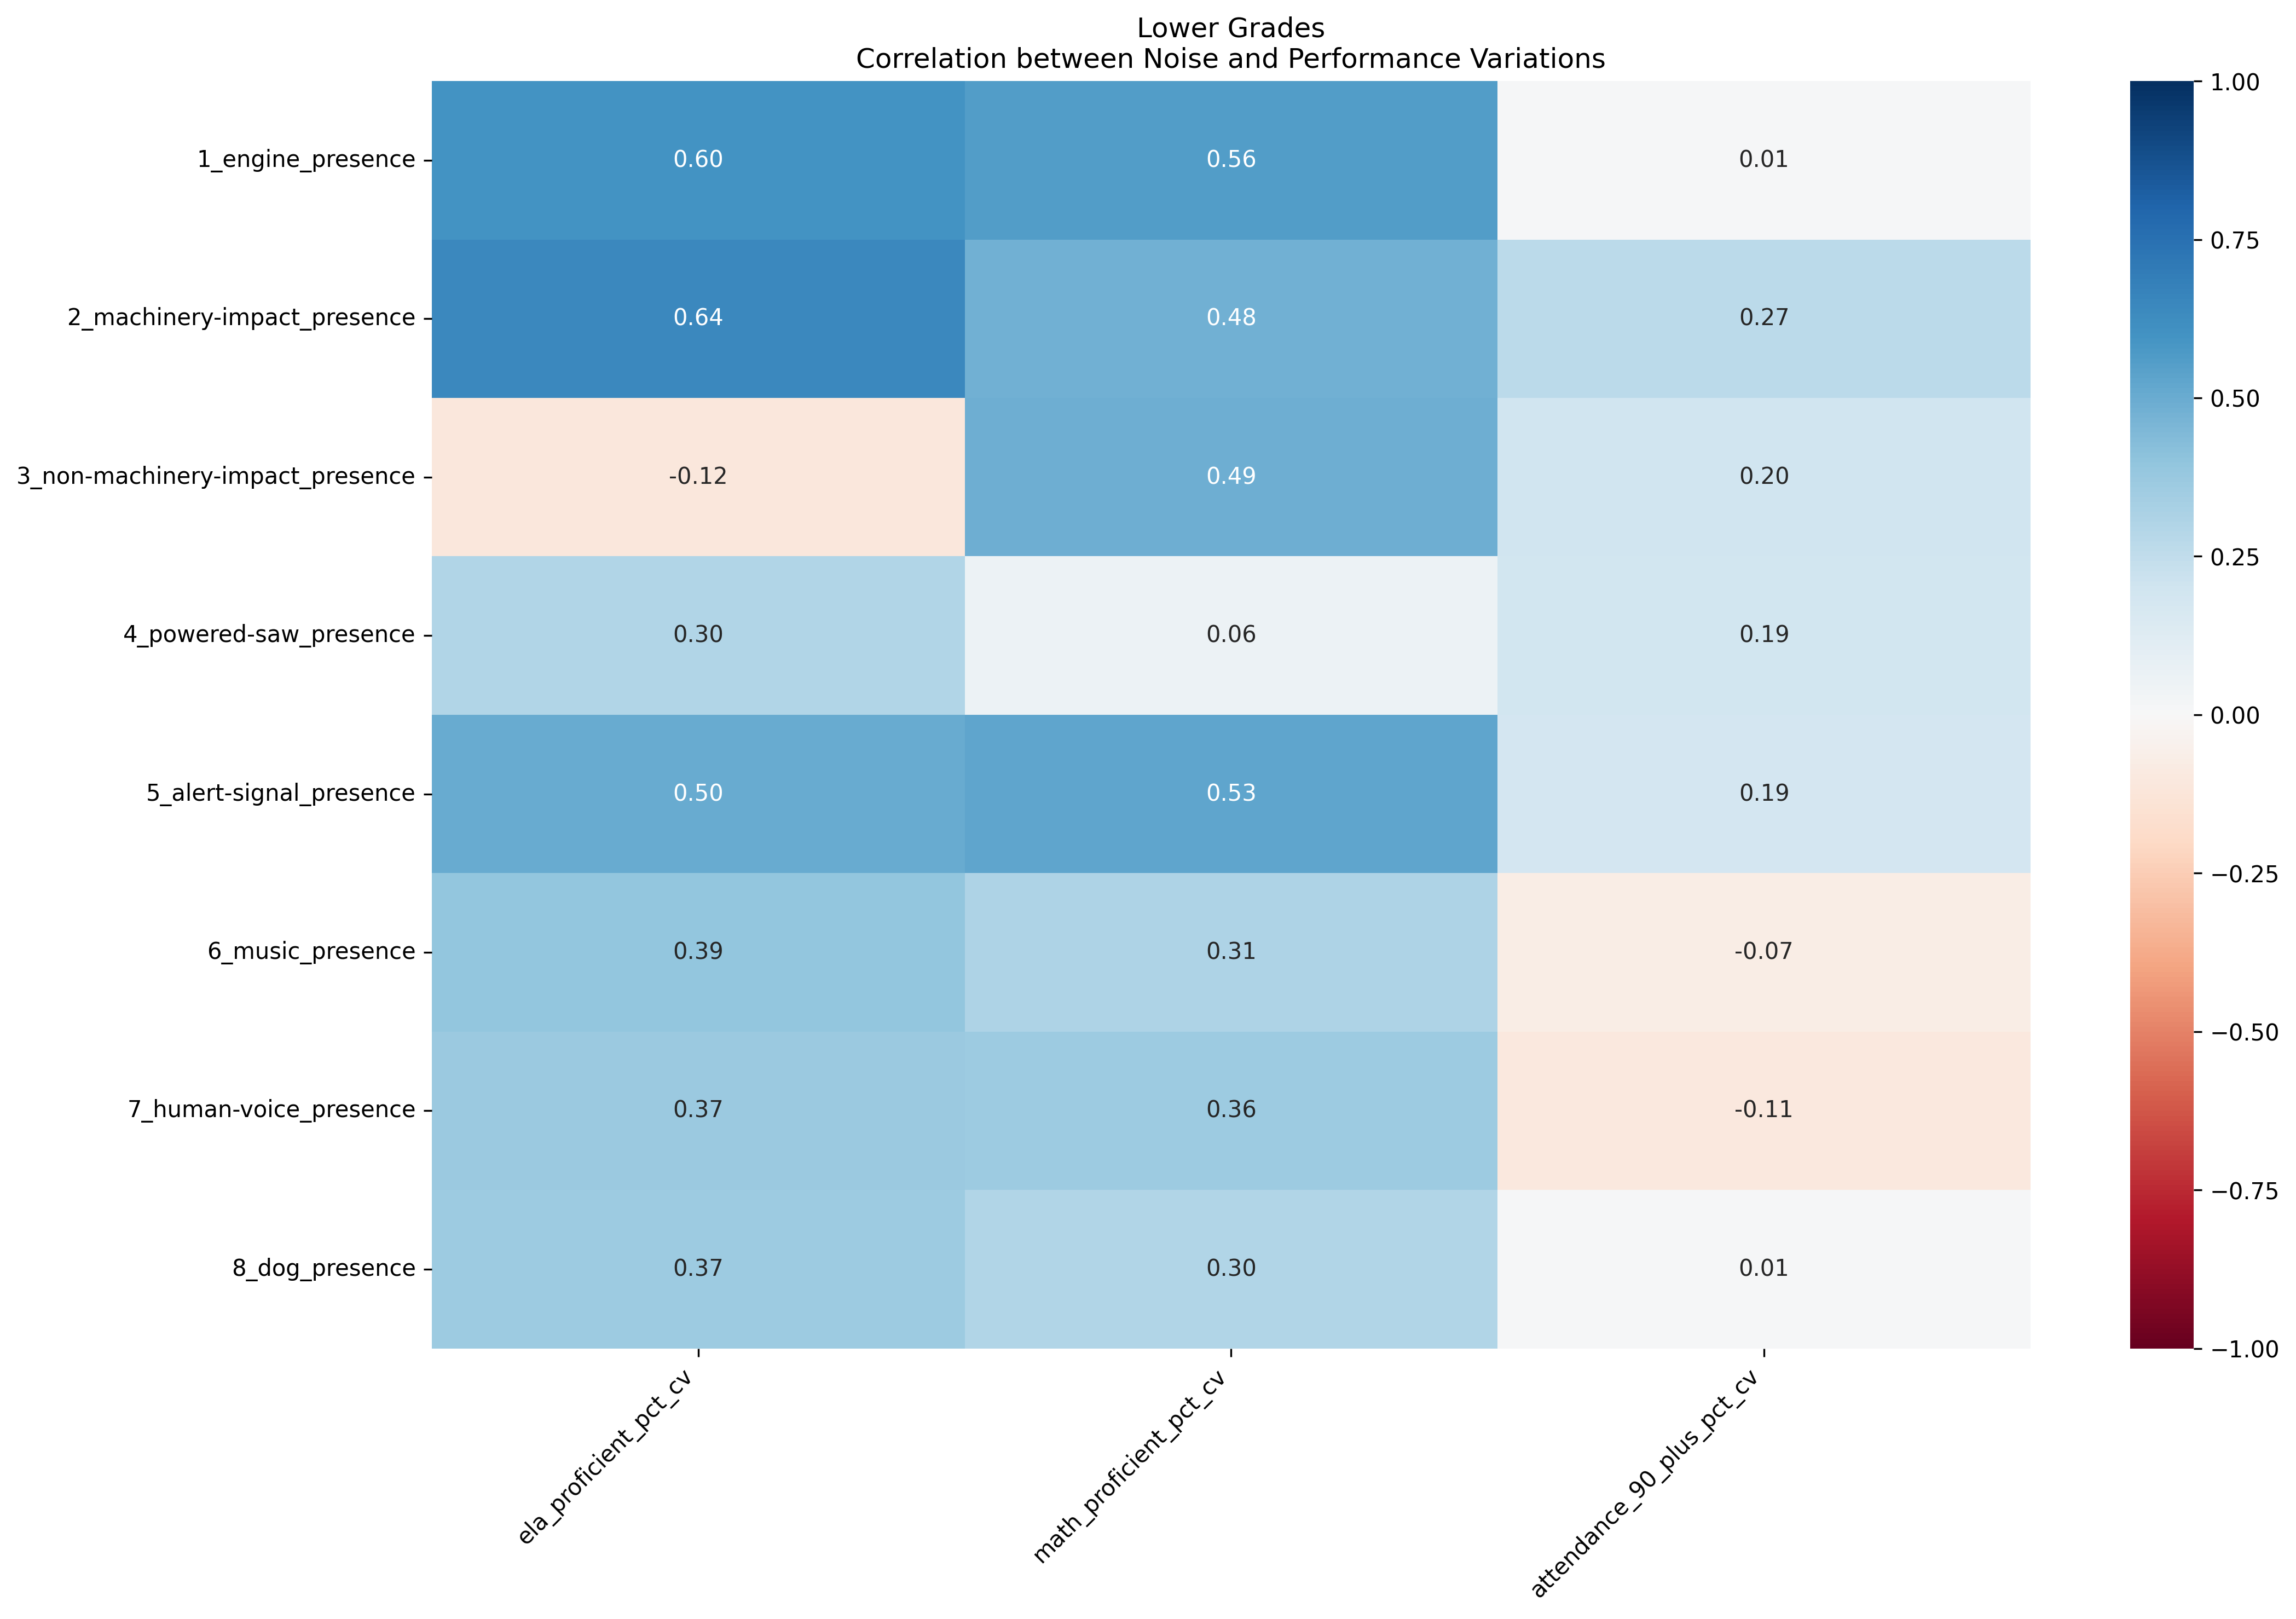 Lower Grades
Correlation between Noise and Performance Variations
1_engine_presence 0.60 0.56 0.01
2_machinery-impact_presence 0.64 0.48 0.27
3_non-machinery-impact_presence -0.12 0.49 0.20
4_powered-saw_presence 0.30 0.06 0.19
5_alert-signal_presence 0.50 0.53 0.19
6_music_presence 0.39 0.31 -0.07
7_human-voice_presence 0.37 0.36 -0.11
8_dog_presence 0.37 0.30 0.01
ela_proficient_pct_cv
math_proficient_pct_cv
attendance_90_plus_pct_cv
1.00
0.75
0.50
0.25
0.00
−0.25
−0.50
−0.75
−1.00